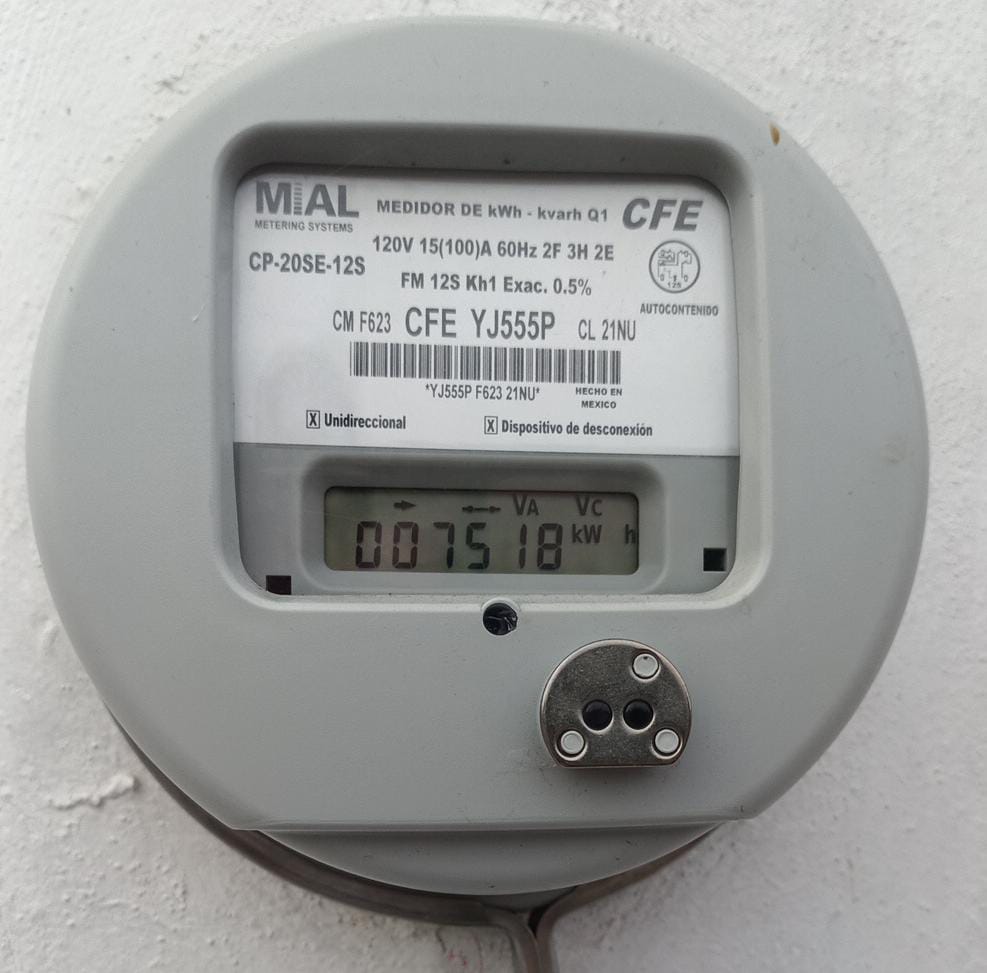 MIAL
METERING SYSTEMS
MEDIDOR DE kWh - kvarh Q1
CFE
CP-20SE-12S
120V 15(100)A 60Hz 2F 3H 2E
FM 12S Kh1 Exac. 0.5%
12S
AUTOCONTENIDO
CM F623 CFE YJ555P CL 21NU
*YJ555P F623 21NU*
HECHO EN
MEXICO
X Unidireccional
X Dispositivo de desconexión
VA VC
007518 kW h